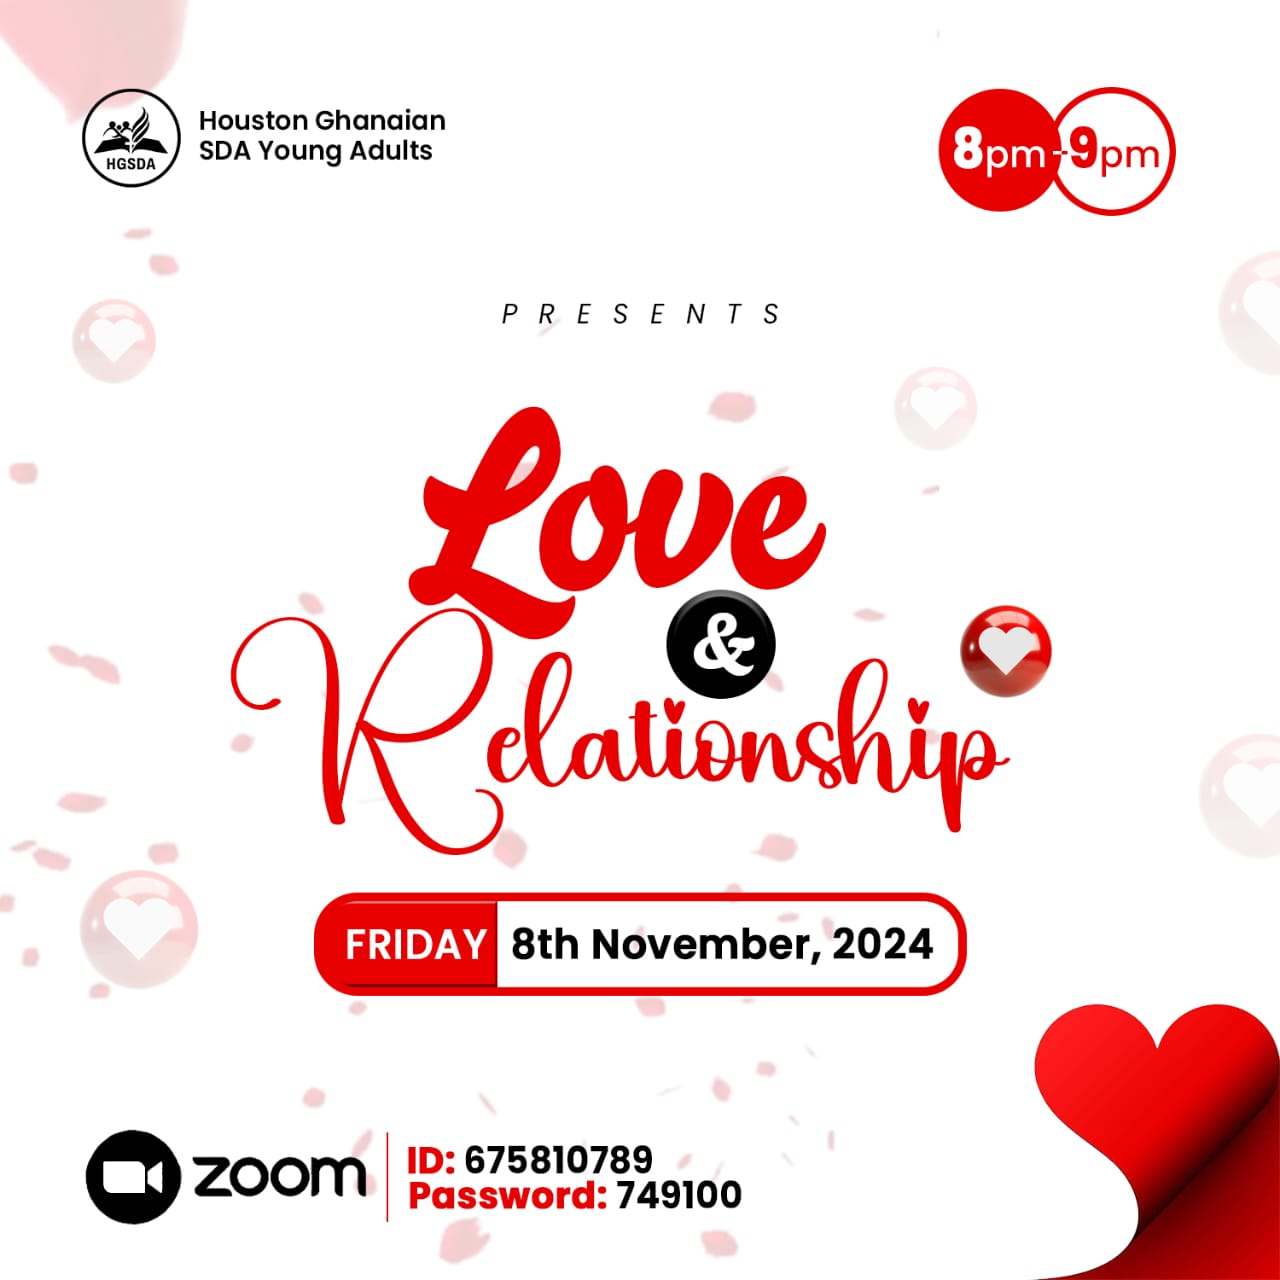 HGSDA
Houston Ghanaian
SDA Young Adults
8pm-9pm
PRESENTS
Love
&
Relationship
FRIDAY 8th November, 2024
zoom
ID: 675810789
Password: 749100